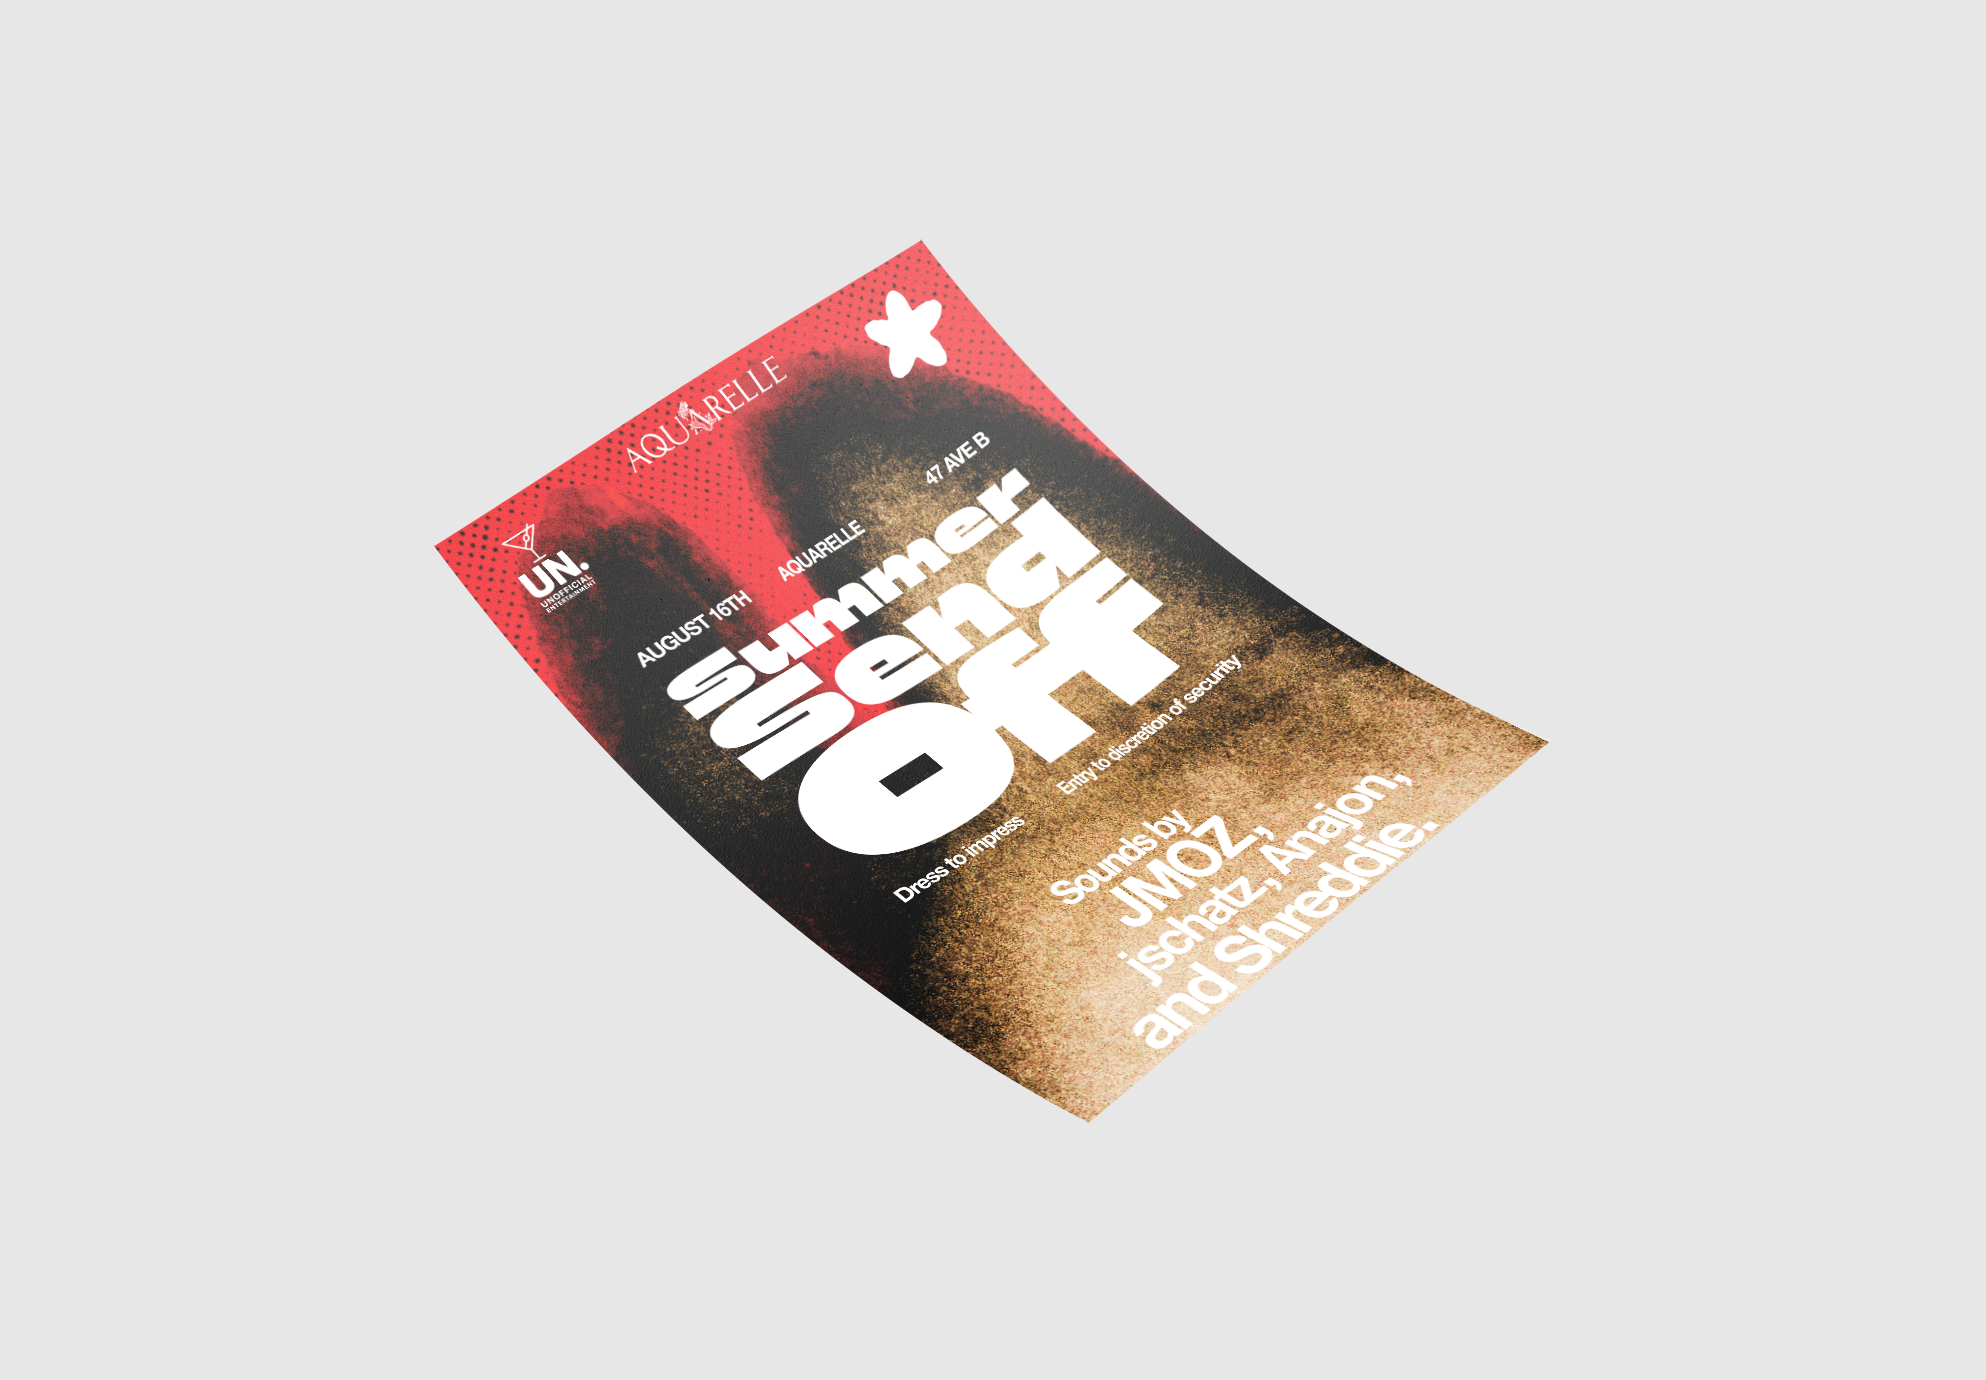 AQUARELLE
UN.
UNOFFICIAL
ENTERTAINMENT
AUGUST 16TH AQUARELLE 47 AVE B
Summer
Send
Off
Dress to impress Entry to discretion of security
Sounds by
JMOZ,
jschatz, Anajon,
and Shreddie.